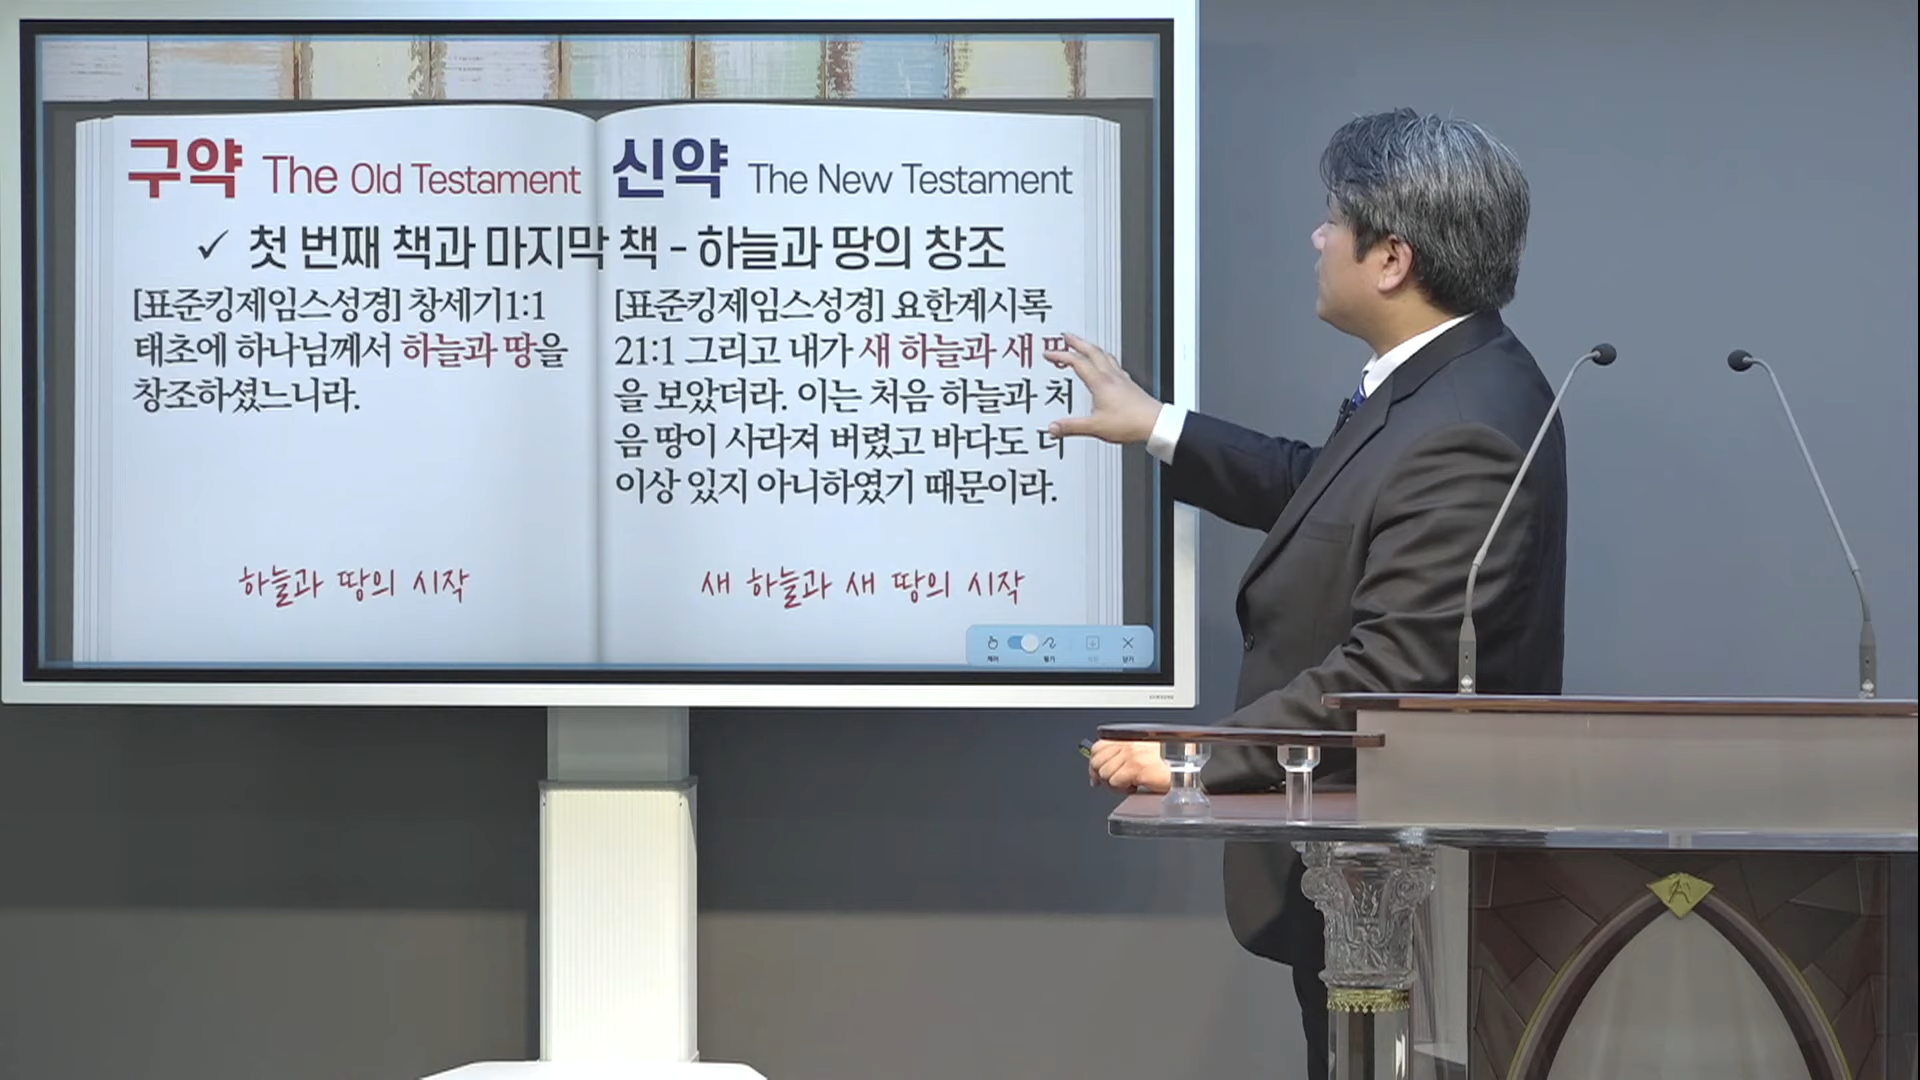 구약 The Old Testament
신약 The New Testament
✓ 첫 번째 책과 마지막 책 - 하늘과 땅의 창조
[표준킹제임스성경] 창세기1:1
태초에 하나님께서 하늘과 땅을
창조하셨느니라.
하늘과 땅의 시작
[표준킹제임스성경] 요한계시록
21:1 그리고 내가 새 하늘과 새 땅
을 보았더라. 이는 처음 하늘과 처
음 땅이 사라져 버렸고 바다도 더
이상 있지 아니하였기 때문이라.
새 하늘과 새 땅의 시작
제어 필기 닫기
SAMSUNG